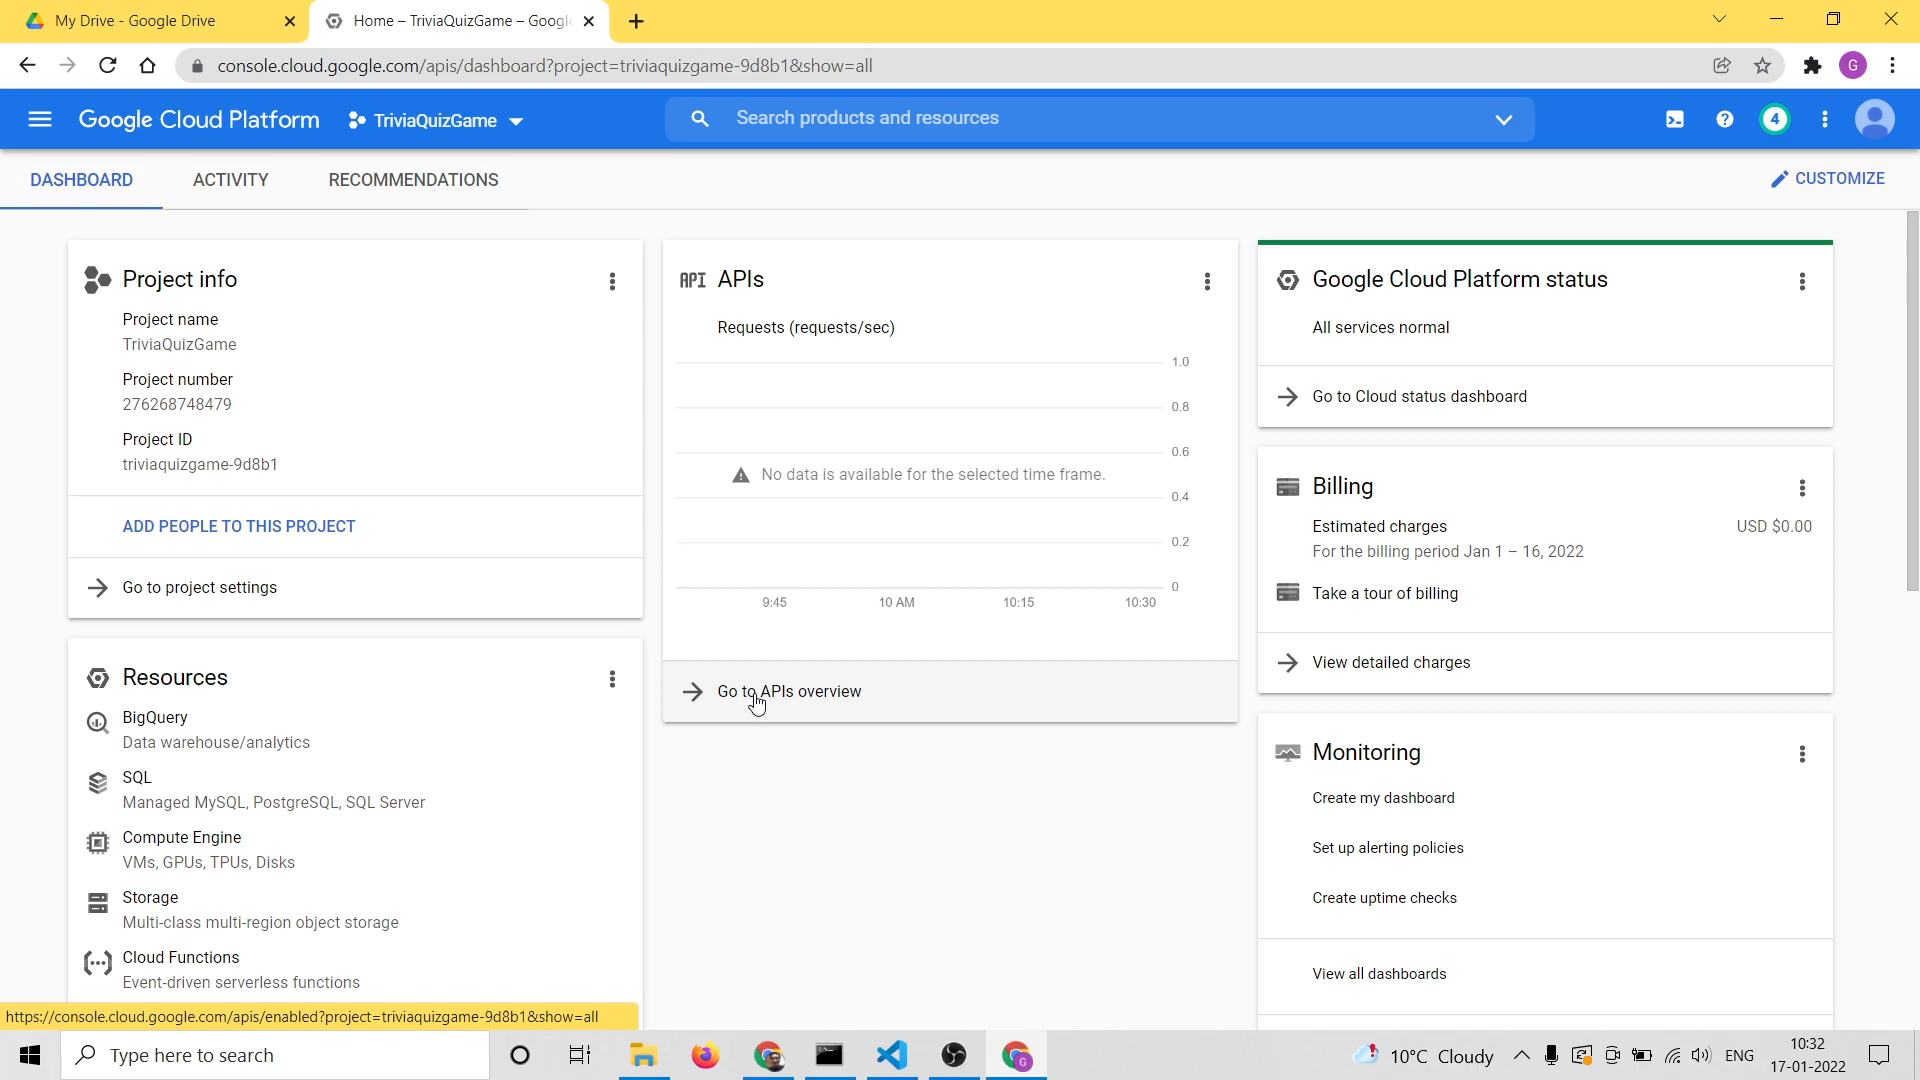 My Drive - Google Drive
Home – TriviaQuizGame – Google
console.cloud.google.com/apis/dashboard?project=triviaquizgame-9d8b1&show=all
G
Google Cloud Platform
TriviaQuizGame
Search products and resources
4
DASHBOARD
ACTIVITY
RECOMMENDATIONS
CUSTOMIZE
Project info
Project name
TriviaQuizGame
Project number
276268748479
Project ID
triviaquizgame-9d8b1
ADD PEOPLE TO THIS PROJECT
Go to project settings
Resources
BigQuery
Data warehouse/analytics
SQL
Managed MySQL, PostgreSQL, SQL Server
Compute Engine
VMs, GPUs, TPUs, Disks
Storage
Multi-class multi-region object storage
Cloud Functions
Event-driven serverless functions
API APIs
Requests (requests/sec)
1.0
0.8
0.6
No data is available for the selected time frame.
0.4
0.2
0
9:45 10 AM 10:15 10:30
Go to APIs overview
Google Cloud Platform status
All services normal
Go to Cloud status dashboard
Billing
Estimated charges USD $0.00
For the billing period Jan 1 – 16, 2022
Take a tour of billing
View detailed charges
Monitoring
Create my dashboard
Set up alerting policies
Create uptime checks
View all dashboards
https://console.cloud.google.com/apis/enabled?project=triviaquizgame-9d8b1&show=all
Type here to search
G
10°C Cloudy
ENG
10:32
17-01-2022